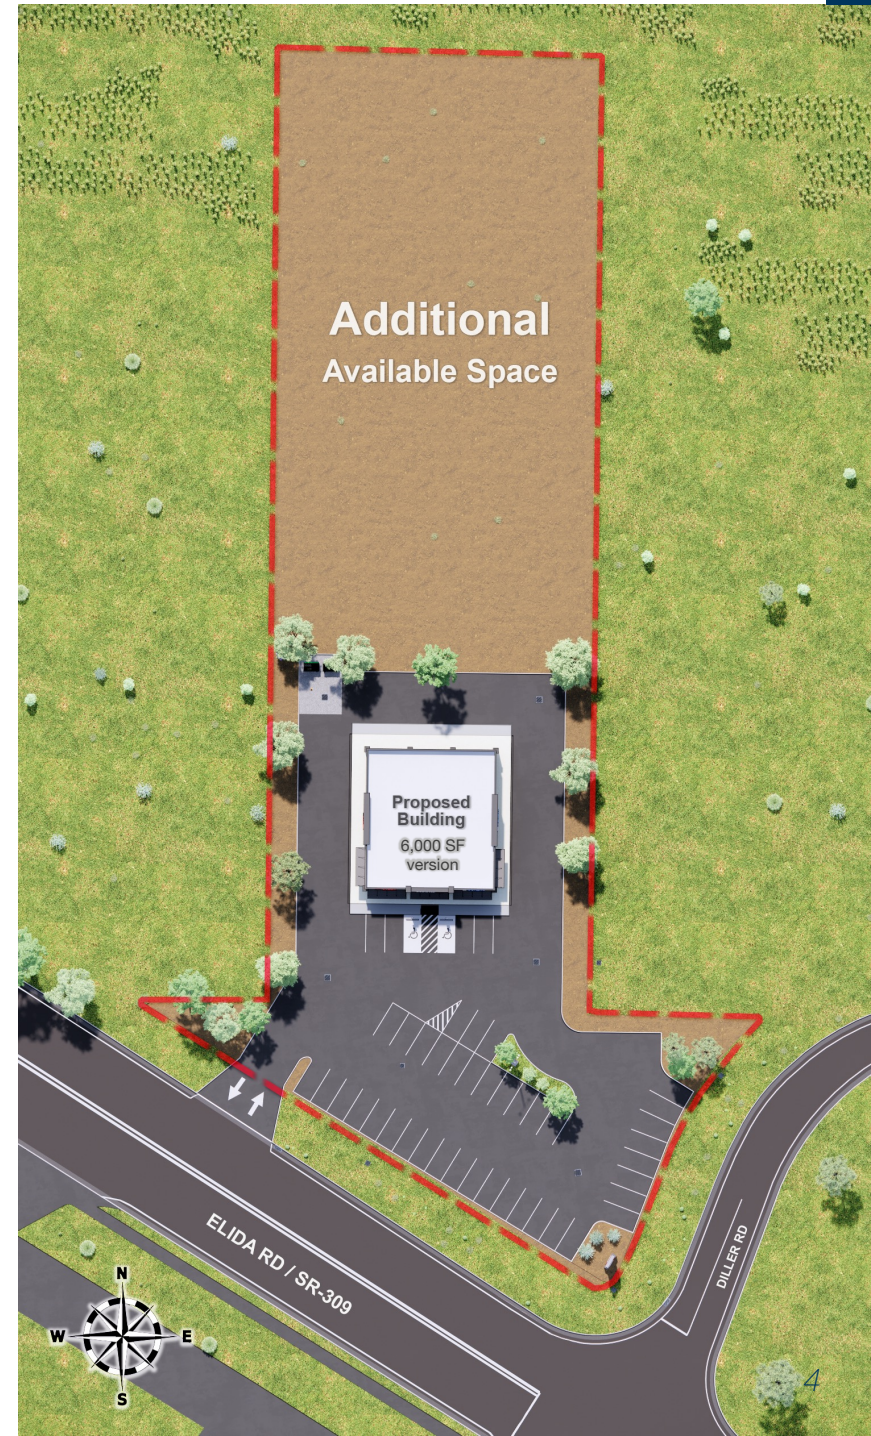 Additional
Available Space
Proposed
Building
6,000 SF
version
ELIDA RD / SR-309
DILLER RD
N
W
E
S
4